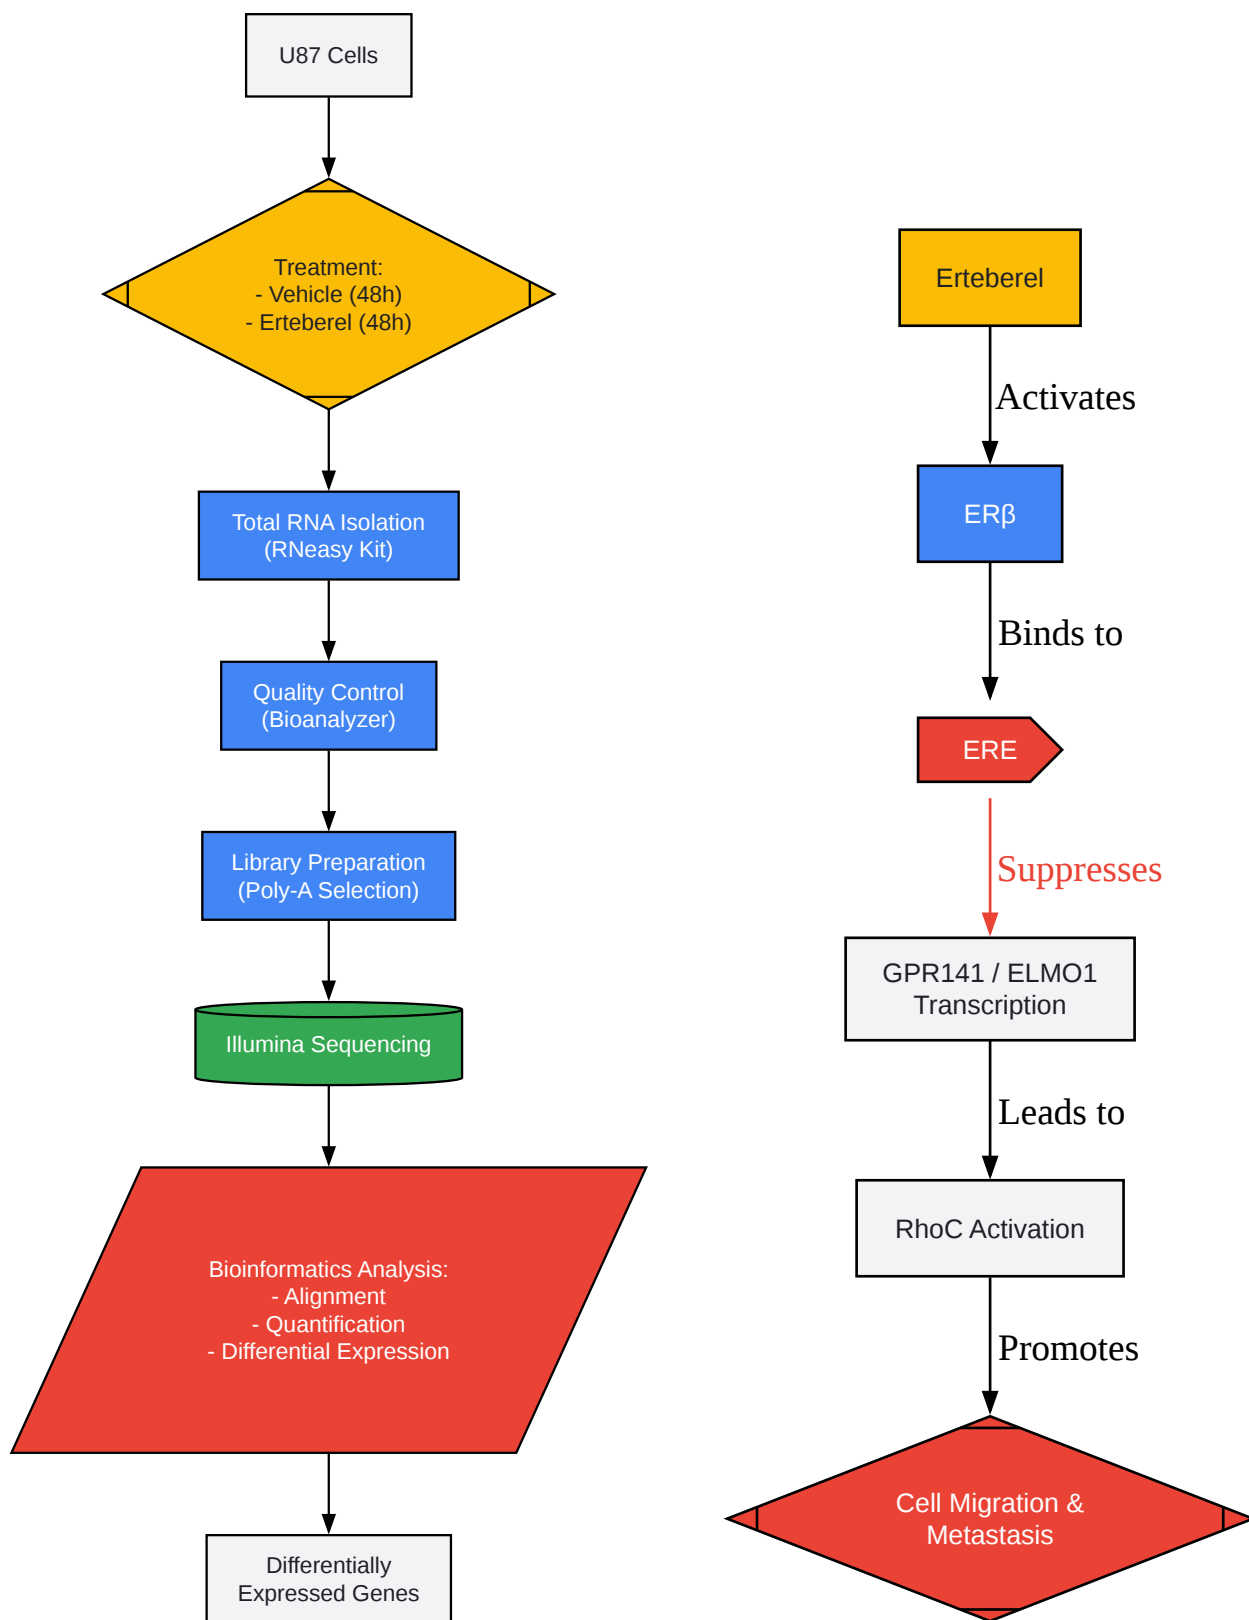 U87 Cells
Treatment:
- Vehicle (48h)
- Erteberel (48h)
Total RNA Isolation
(RNeasy Kit)
Quality Control
(Bioanalyzer)
Library Preparation
(Poly-A Selection)
Illumina Sequencing
Bioinformatics Analysis:
- Alignment
- Quantification
- Differential Expression
Differentially
Expressed Genes
Erteberel
Activates
ERβ
Binds to
ERE
Suppresses
GPR141 / ELMO1
Transcription
Leads to
RhoC Activation
Promotes
Cell Migration &
Metastasis